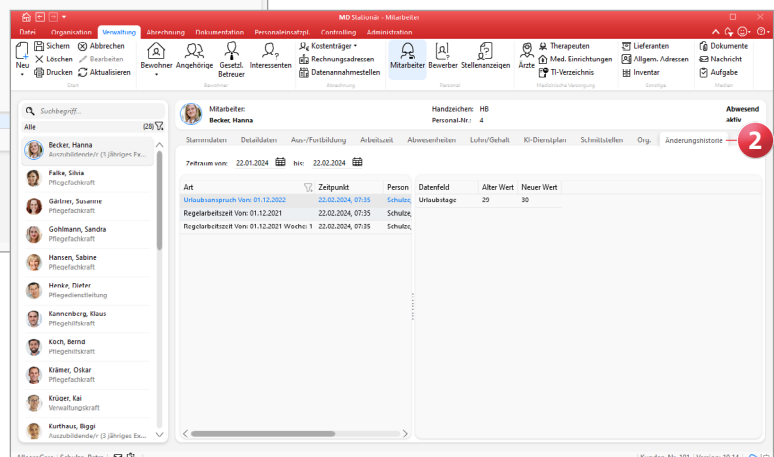 MD Stationär - Mitarbeiter
Datei Organisation Verwaltung Abrechnung Dokumentation Personaleinsatzpl. Controlling Administration
Neu
Sichern Abbrechen
Löschen Bearbeiten
Drucken Aktualisieren
Start
Bewohner Angehörige Gesetzl. Betreuer Interessenten
Bewohner
Kostenträger
Rechnungsadressen
Datenannahmestellen
Abrechnung
Mitarbeiter Bewerber Stellenanzeigen
Personal
Ärzte
Therapeuten
Med. Einrichtungen
TI-Verzeichnis
Medizinische Versorgung
Lieferanten
Allgem. Adressen
Inventar
Sonstige
Dokumente
Nachricht
Aufgabe
Medien
Suchbegriff...
Alle (28)
Becker, Hanna
Auszubildende/r (3 jähriges Ex...
Falke, Silvia
Pflegefachkraft
Gärtner, Susanne
Pflegefachkraft
Gohlmann, Sandra
Pflegefachkraft
Hansen, Sabine
Pflegefachkraft
Henke, Dieter
Pflegedienstleitung
Kannenberg, Klaus
Pflegehilfskraft
Koch, Bernd
Pflegehilfskraft
Krämer, Oskar
Pflegefachkraft
Krüger, Kai
Verwaltungskraft
Kurthaus, Biggi
Auszubildende/r (3 jähriges Ex...
Mitarbeiter: Handzeichen: HB Abwesend
Becker, Hanna Personal-Nr.: 4 aktiv
Stammdaten Detaildaten Aus-/Fortbildung Arbeitszeit Abwesenheiten Lohn/Gehalt KI-Dienstplan Schnittstellen Org. Änderungshistorie
2
Zeitraum von: 22.01.2024 bis: 22.02.2024
Art Zeitpunkt Person Datenfeld Alter Wert Neuer Wert
Urlaubsanspruch Von: 01.12.2022 22.02.2024, 07:35 Schulze, Urlaubstage 29 30
Regelarbeitszeit Von: 01.12.2021 22.02.2024, 07:35 Schulze,
Regelarbeitszeit Von: 01.12.2021 Woche: 1 22.02.2024, 07:35 Schulze,